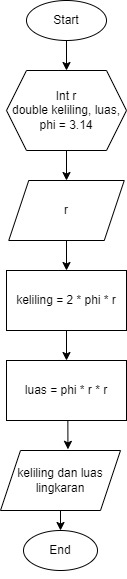 Start
Int r
double keliling, luas,
phi = 3.14
r
keliling = 2 * phi * r
luas = phi * r * r
keliling dan luas
lingkaran
End